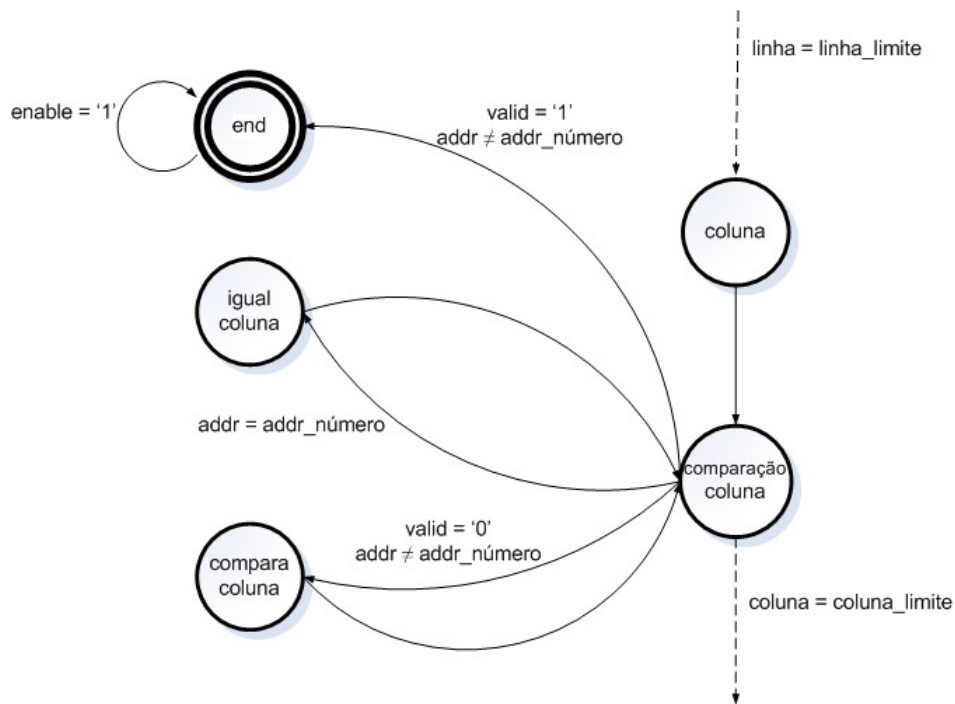 linha = linha_limite
enable = ‘1’
end
valid = ‘1’
addr ≠ addr_número
coluna
igual
coluna
addr = addr_número
comparação
coluna
valid = ‘0’
addr ≠ addr_número
compara
coluna
coluna = coluna_limite